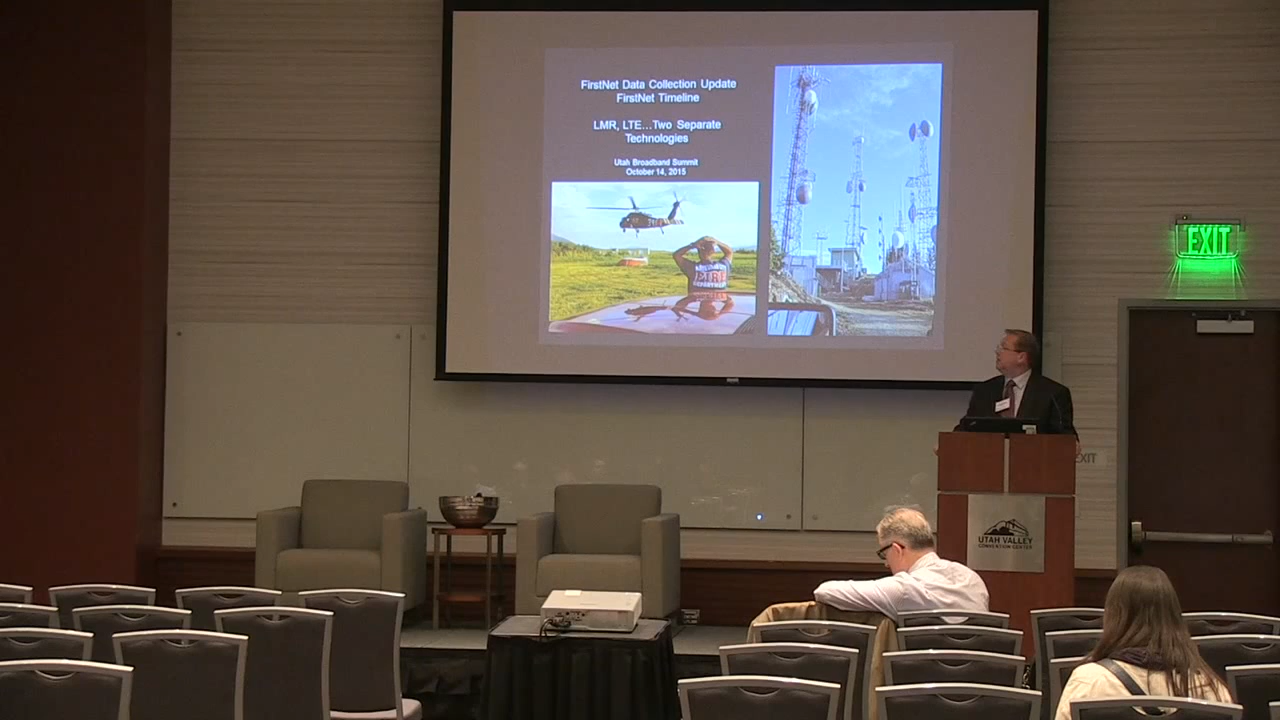 FirstNet Data Collection Update
FirstNet Timeline
LMR, LTE...Two Separate
Technologies
Utah Broadband Summit
October 14, 2015
FIRE
EXIT
EXIT
UTAH VALLEY
CONVENTION CENTER